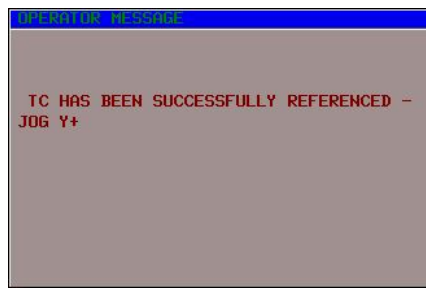 OPERATOR MESSAGE
TC HAS BEEN SUCCESSFULLY REFERENCED -
JOG Y+